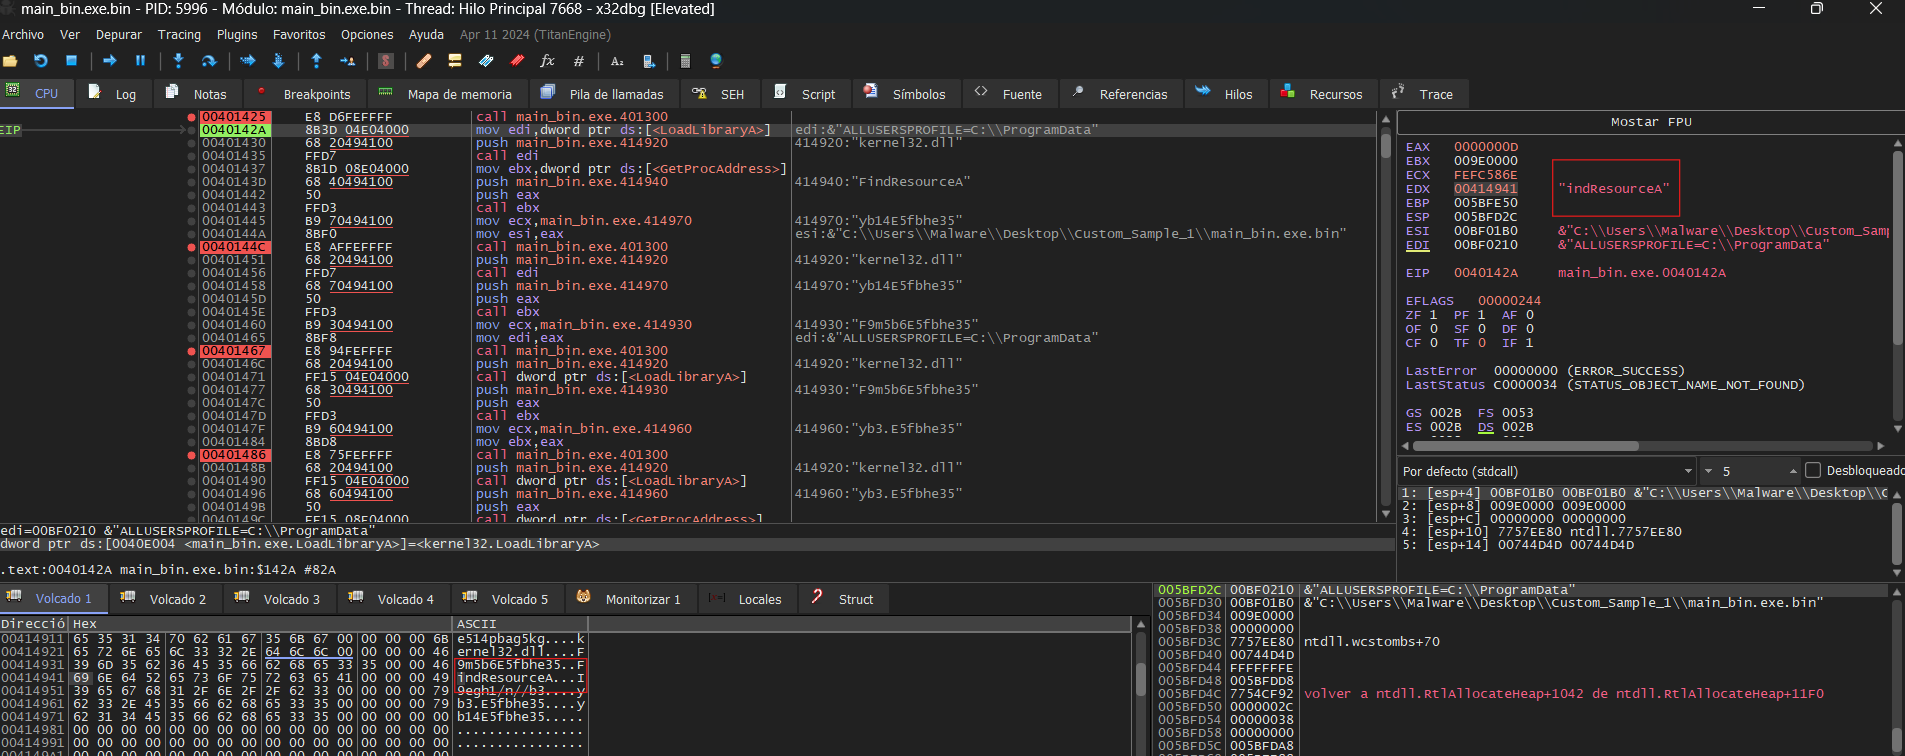 main_bin.exe.bin - PID: 5996 - Módulo: main_bin.exe.bin - Thread: Hilo Principal 7668 - x32dbg [Elevated]
Archivo Ver Depurar Tracing Plugins Favoritos Opciones Ayuda Apr 11 2024 (TitanEngine)
CPU Log Notas Breakpoints Mapa de memoria Pila de llamadas SEH Script Símbolos Fuente Referencias Hilos Recursos Trace
00401425 E8 D6FEFFFF call main_bin.exe.401300
EIP 0040142A 8B3D 04E04000 mov edi,dword ptr ds:[<LoadLibraryA>] edi:&"ALLUSERSPROFILE=C:\\ProgramData"
00401430 68 20494100 push main_bin.exe.414920 414920:"kernel32.dll"
00401435 FFD7 call edi
00401437 8B1D 08E04000 mov ebx,dword ptr ds:[<GetProcAddress>]
0040143D 68 40494100 push main_bin.exe.414940 414940:"FindResourceA"
00401442 50 push eax
00401443 FFD3 call ebx
00401445 B9 70494100 mov ecx,main_bin.exe.414970 414970:"yb14E5fbhe35"
0040144A 8BF0 mov esi,eax esi:&"C:\\Users\\Malware\\Desktop\\Custom_Sample_1\\main_bin.exe.bin"
0040144C E8 AFFEFFFF call main_bin.exe.401300
00401451 68 20494100 push main_bin.exe.414920 414920:"kernel32.dll"
00401456 FFD7 call edi
00401458 68 70494100 push main_bin.exe.414970 414970:"yb14E5fbhe35"
0040145D 50 push eax
0040145E FFD3 call ebx
00401460 B9 30494100 mov ecx,main_bin.exe.414930 414930:"F9m5b6E5fbhe35"
00401465 8BF8 mov edi,eax edi:&"ALLUSERSPROFILE=C:\\ProgramData"
00401467 E8 94FEFFFF call main_bin.exe.401300
0040146C 68 20494100 push main_bin.exe.414920 414920:"kernel32.dll"
00401471 FF15 04E04000 call dword ptr ds:[<LoadLibraryA>]
00401477 68 30494100 push main_bin.exe.414930 414930:"F9m5b6E5fbhe35"
0040147C 50 push eax
0040147D FFD3 call ebx
0040147F B9 60494100 mov ecx,main_bin.exe.414960 414960:"yb3.E5fbhe35"
00401484 8BD8 mov ebx,eax
00401486 E8 75FEFFFF call main_bin.exe.401300
0040148B 68 20494100 push main_bin.exe.414920 414920:"kernel32.dll"
00401490 FF15 04E04000 call dword ptr ds:[<LoadLibraryA>]
00401496 68 60494100 push main_bin.exe.414960 414960:"yb3.E5fbhe35"
0040149B 50 push eax
0040149C FF15 08E04000 call dword ptr ds:[<GetProcAddress>]
edi=00BF0210 &"ALLUSERSPROFILE=C:\\ProgramData"
dword ptr ds:[0040E004 <main_bin.exe.LoadLibraryA>]=<kernel32.LoadLibraryA>
.text:0040142A main_bin.exe.bin:$142A #82A
Mostar FPU
EAX 0000000D
EBX 009E0000
ECX FEFC586E
EDX 00414941 "indResourceA"
EBP 005BFE50
ESP 005BFD2C
ESI 00BF01B0 &"C:\\Users\\Malware\\Desktop\\Custom_Sam
EDI 00BF0210 &"ALLUSERSPROFILE=C:\\ProgramData"
EIP 0040142A main_bin.exe.0040142A
EFLAGS 00000244
ZF 1 PF 1 AF 0
OF 0 SF 0 DF 0
CF 0 TF 0 IF 1
LastError 00000000 (ERROR_SUCCESS)
LastStatus C0000034 (STATUS_OBJECT_NAME_NOT_FOUND)
GS 002B FS 0053
ES 002B DS 002B
Por defecto (stdcall) 5 Desbloqueado
1: [esp+4] 00BF01B0 00BF01B0 &"C:\\Users\\Malware\\Desktop\\C
2: [esp+8] 009E0000 009E0000
3: [esp+C] 00000000 00000000
4: [esp+10] 7757EE80 ntdll.7757EE80
5: [esp+14] 00744D4D 00744D4D
Volcado 1 Volcado 2 Volcado 3 Volcado 4 Volcado 5 Monitorizar 1 Locales Struct
Direcció Hex ASCII
00414911 65 35 31 34 70 62 61 67 35 6B 67 00 00 00 00 6B e514pbag5kg....k
00414921 65 72 6E 65 6C 33 32 2E 64 6C 6C 00 00 00 00 46 ernel32.dll....F
00414931 39 6D 35 62 36 45 35 66 62 68 65 33 35 00 00 46 9m5b6E5fbhe35..F
00414941 69 6E 64 52 65 73 6F 75 72 63 65 41 00 00 00 49 indResourceA...I
00414951 39 65 67 68 31 2F 6E 2F 2F 62 33 00 00 00 00 79 9egh1/n//b3....y
00414961 62 33 2E 45 35 66 62 68 65 33 35 00 00 00 00 79 b3.E5fbhe35....y
00414971 62 31 34 45 35 66 62 68 65 33 35 00 00 00 00 00 b14E5fbhe35.....
00414981 00 00 00 00 00 00 00 00 00 00 00 00 00 00 00 00 ................
00414991 00 00 00 00 00 00 00 00 00 00 00 00 00 00 00 00 ................
005BFD2C 00BF0210 &"ALLUSERSPROFILE=C:\\ProgramData"
005BFD30 00BF01B0 &"C:\\Users\\Malware\\Desktop\\Custom_Sample_1\\main_bin.exe.bin"
005BFD34 009E0000
005BFD38 00000000
005BFD3C 7757EE80 ntdll.wcstombs+70
005BFD40 00744D4D
005BFD44 FFFFFFFE
005BFD48 005BFDD8
005BFD4C 7754CF92 volver a ntdll.RtlAllocateHeap+1042 de ntdll.RtlAllocateHeap+11F0
005BFD50 0000002C
005BFD54 00000038
005BFD58 00000000
005BFD5C 005BFDA8